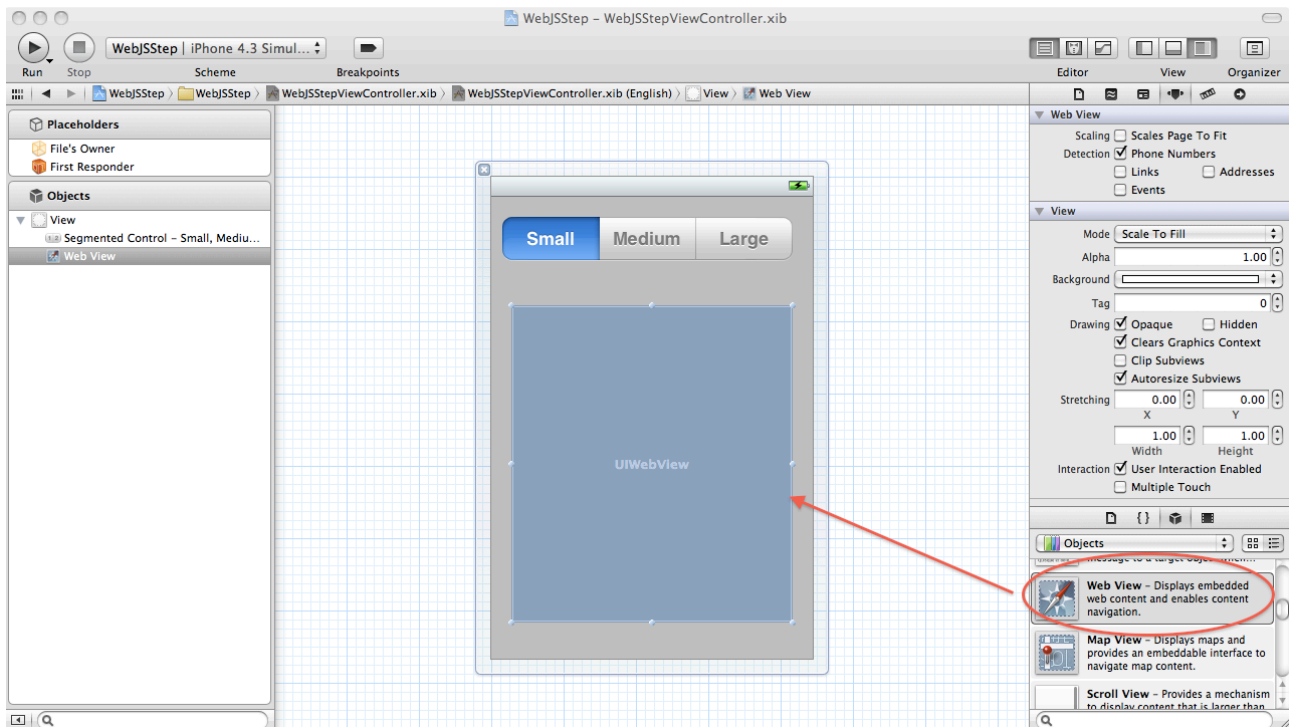 WebJSStep – WebJSStepViewController.xib
WebJSStep | iPhone 4.3 Simul...
Run Stop Scheme Breakpoints Editor View Organizer
WebJSStep WebJSStep WebJSStepViewController.xib WebJSStepViewController.xib (English) View Web View
Placeholders
File's Owner
First Responder
Objects
View
Segmented Control – Small, Mediu...
Web View
Small Medium Large
UIWebView
Web View
Scaling Scales Page To Fit
Detection Phone Numbers
Links Addresses
Events
View
Mode Scale To Fill
Alpha 1.00
Background
Tag 0
Drawing Opaque Hidden
Clears Graphics Context
Clip Subviews
Autoresize Subviews
Stretching 0.00 0.00
X Y
1.00 1.00
Width Height
Interaction User Interaction Enabled
Multiple Touch
{}
Objects
Web View – Displays embedded
web content and enables content
navigation.
Map View – Displays maps and
provides an embeddable interface to
navigate map content.
Scroll View – Provides a mechanism
to display content that is larger than